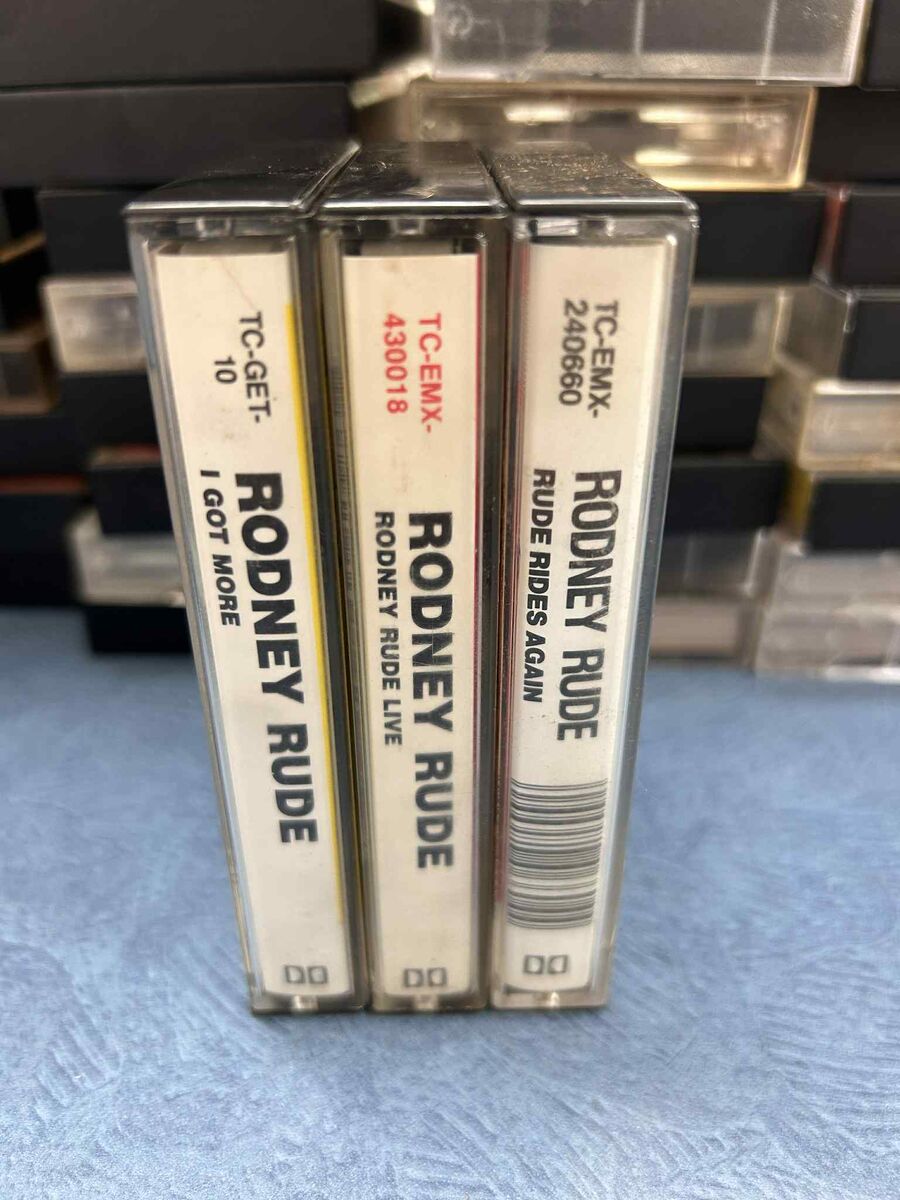 TC-GET-
10
RODNEY RUDE
I GOT MORE
TC-EMX-
430018
RODNEY RUDE
RODNEY RUDE LIVE
TC-EMX-
240660
RODNEY RUDE
RUDE RIDES AGAIN